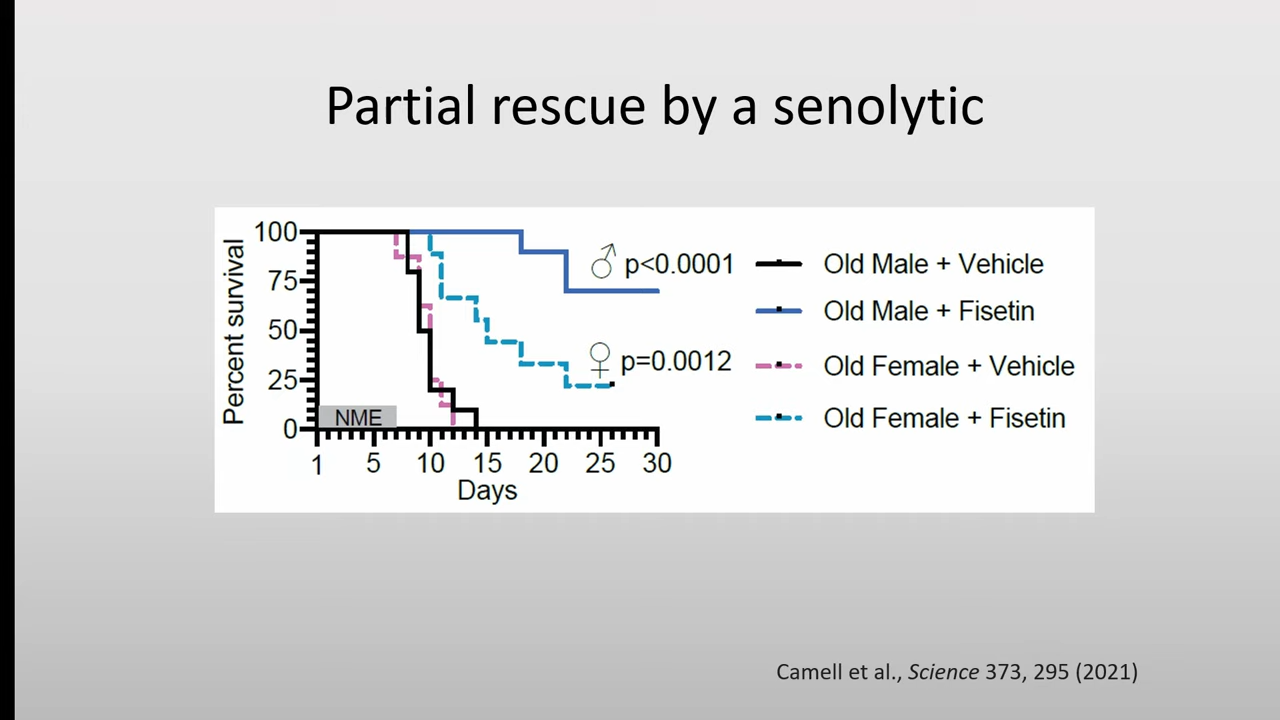 Partial rescue by a senolytic
Percent survival
100
75
50
25
0
NME
1 5 10 15 20 25 30
Days
♂ p<0.0001
♀ p=0.0012
Old Male + Vehicle
Old Male + Fisetin
Old Female + Vehicle
Old Female + Fisetin
Camell et al., Science 373, 295 (2021)